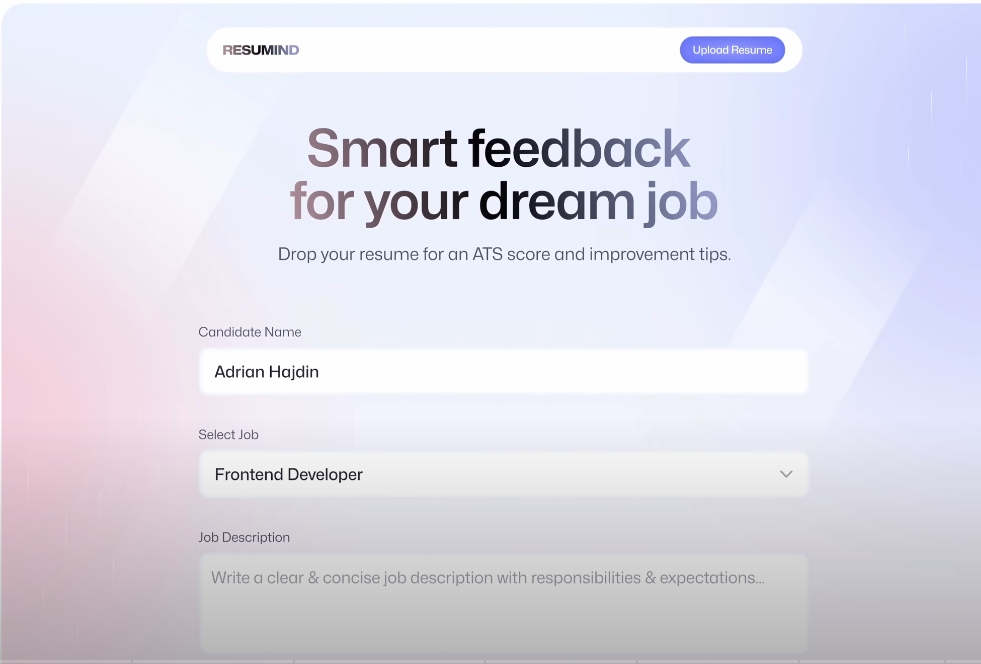 RESUMIND
Upload Resume
Smart feedback
for your dream job
Drop your resume for an ATS score and improvement tips.
Candidate Name
Adrian Hajdin
Select Job
Frontend Developer
Job Description
Write a clear & concise job description with responsibilities & expectations...